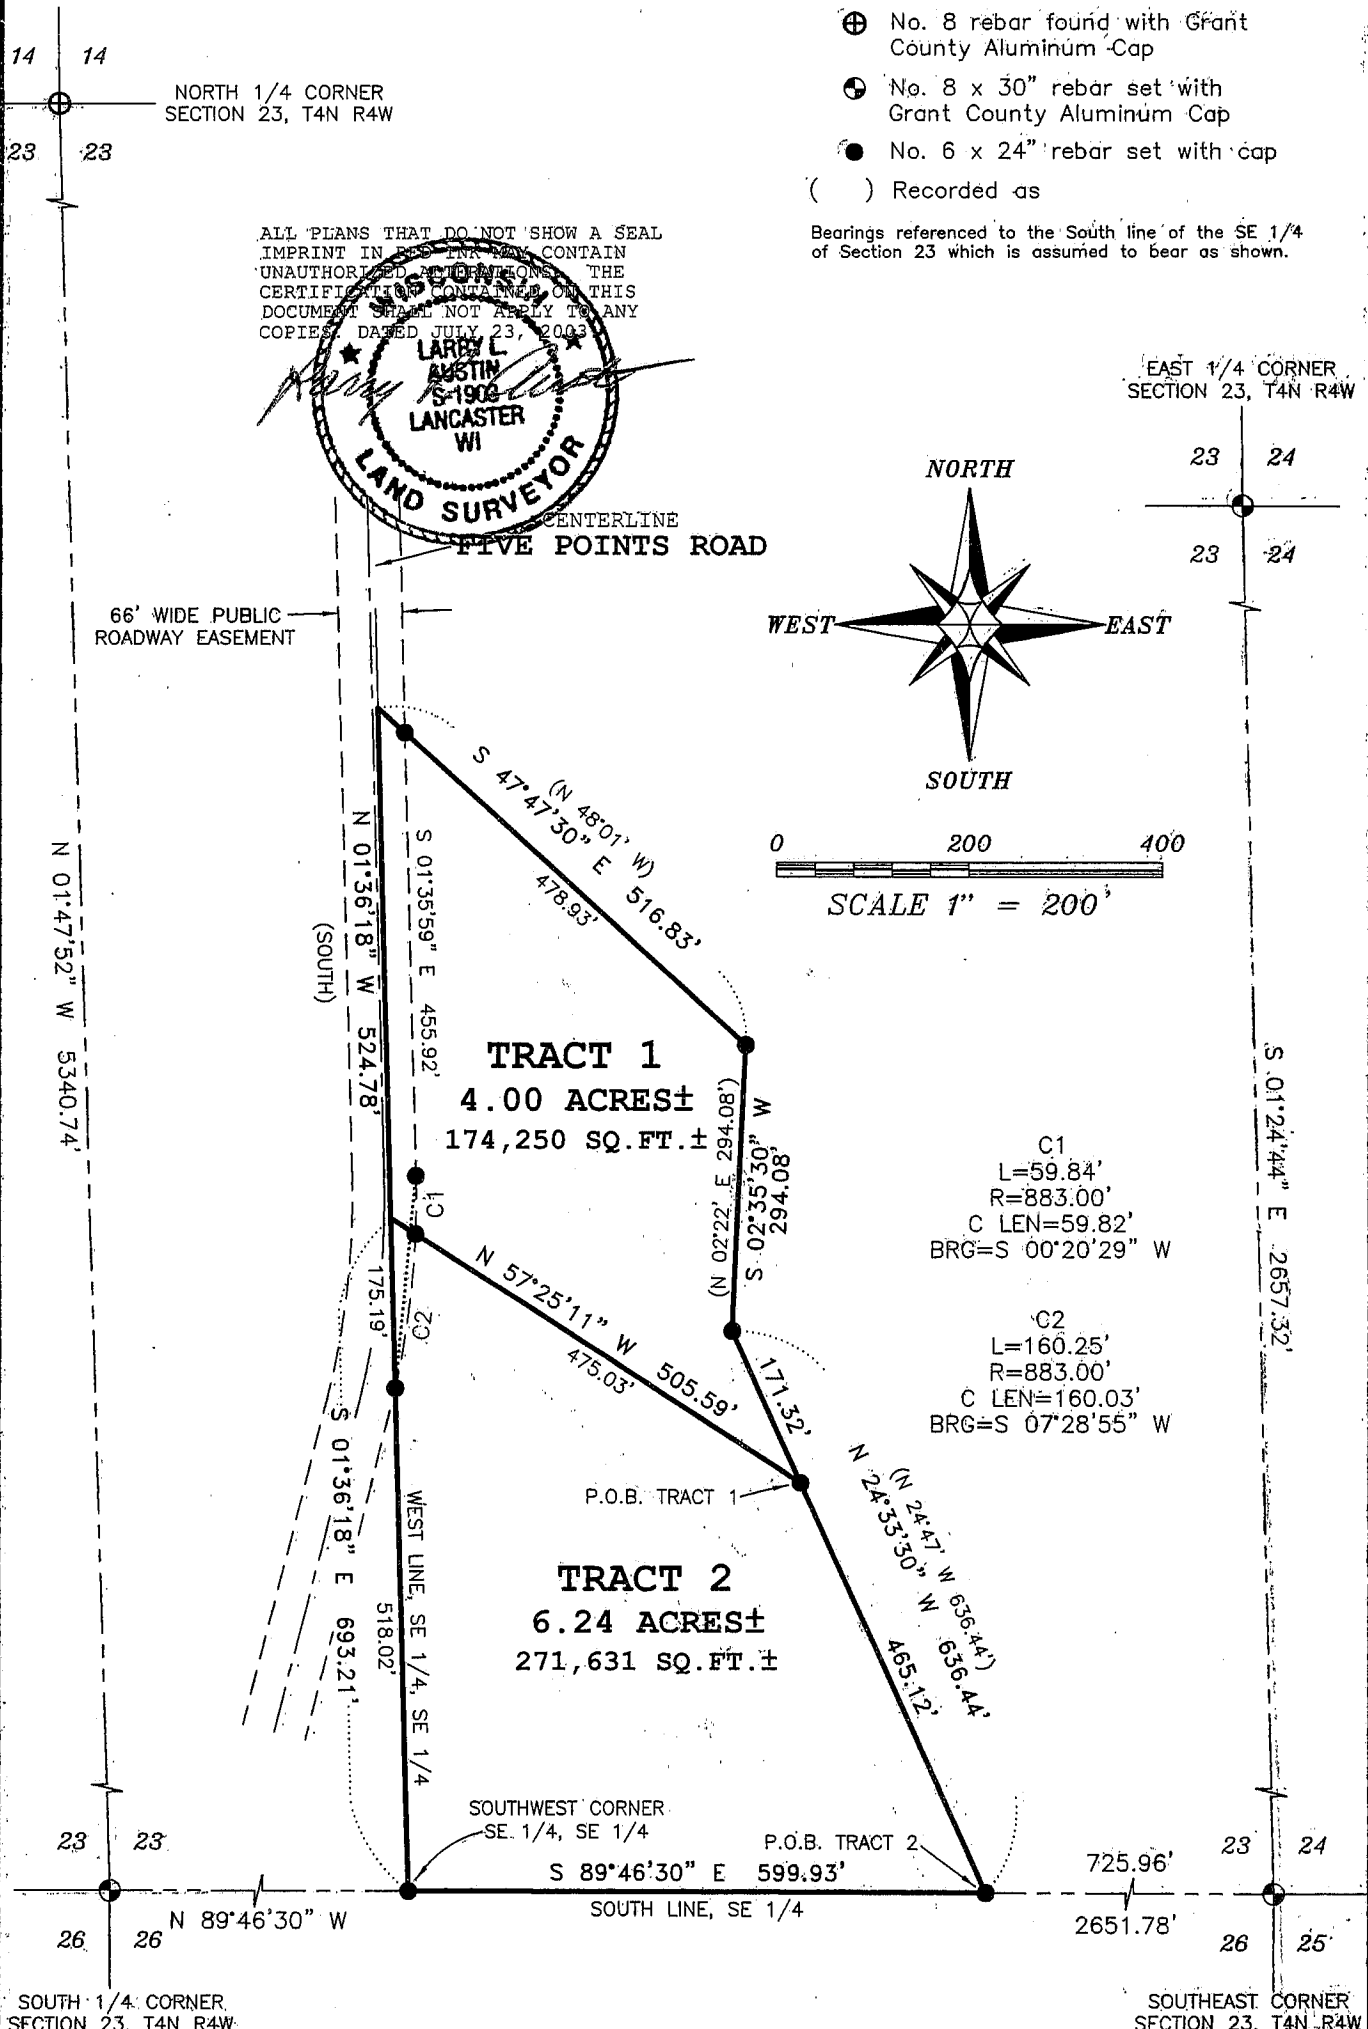 14 14
NORTH 1/4 CORNER
SECTION 23, T4N R4W
23 23
No. 8 rebar found with Grant
County Aluminum Cap
No. 8 x 30" rebar set with
Grant County Aluminum Cap
No. 6 x 24" rebar set with cap
( ) Recorded as
Bearings referenced to the South line of the SE 1/4
of Section 23 which is assumed to bear as shown.
ALL PLANS THAT DO NOT SHOW A SEAL
IMPRINT IN RED INK MAY CONTAIN
UNAUTHORIZED ALTERATIONS. THE
CERTIFICATION CONTAINED ON THIS
DOCUMENT SHALL NOT APPLY TO ANY
COPIES. DATED JULY 23, 2003
WISCONSIN
LARRY L.
AUSTIN
S-1903
LANCASTER
WI
LAND SURVEYOR
EAST 1/4 CORNER
SECTION 23, T4N R4W
23 24
23 24
NORTH
WEST
EAST
SOUTH
CENTERLINE
FIVE POINTS ROAD
66' WIDE PUBLIC
ROADWAY EASEMENT
0 200 400
SCALE 1" = 200'
N 01°47'52" W 5340.74'
(SOUTH)
N 01°36'18" W 524.78'
S 01°35'59" E 455.92'
(N 48°01' W)
S 47°47'30" E 516.83'
478.93'
TRACT 1
4.00 ACRES±
174,250 SQ.FT.±
(N 02°22' E 294.08')
S 02°35'30" W
294.08'
S 01°24'44" E 2657.32'
C1
L=59.84'
R=883.00'
C LEN=59.82'
BRG=S 00°20'29" W
C2
L=160.25'
R=883.00'
C LEN=160.03'
BRG=S 07°28'55" W
C1
C2
175.19'
N 57°25'11" W 505.59'
475.03'
171.32'
P.O.B. TRACT 1
(N 24°47' W 636.44')
N 24°33'30" W 636.44'
465.12'
S 01°36'18" E 693.21'
518.02'
WEST LINE, SE 1/4, SE 1/4
TRACT 2
6.24 ACRES±
271,631 SQ.FT.±
SOUTHWEST CORNER
SE 1/4, SE 1/4
P.O.B. TRACT 2
S 89°46'30" E 599.93'
SOUTH LINE, SE 1/4
23 23
N 89°46'30" W
26 26
SOUTH 1/4 CORNER
SECTION 23, T4N R4W
725.96'
2651.78'
23 24
26 25
SOUTHEAST CORNER
SECTION 23, T4N R4W